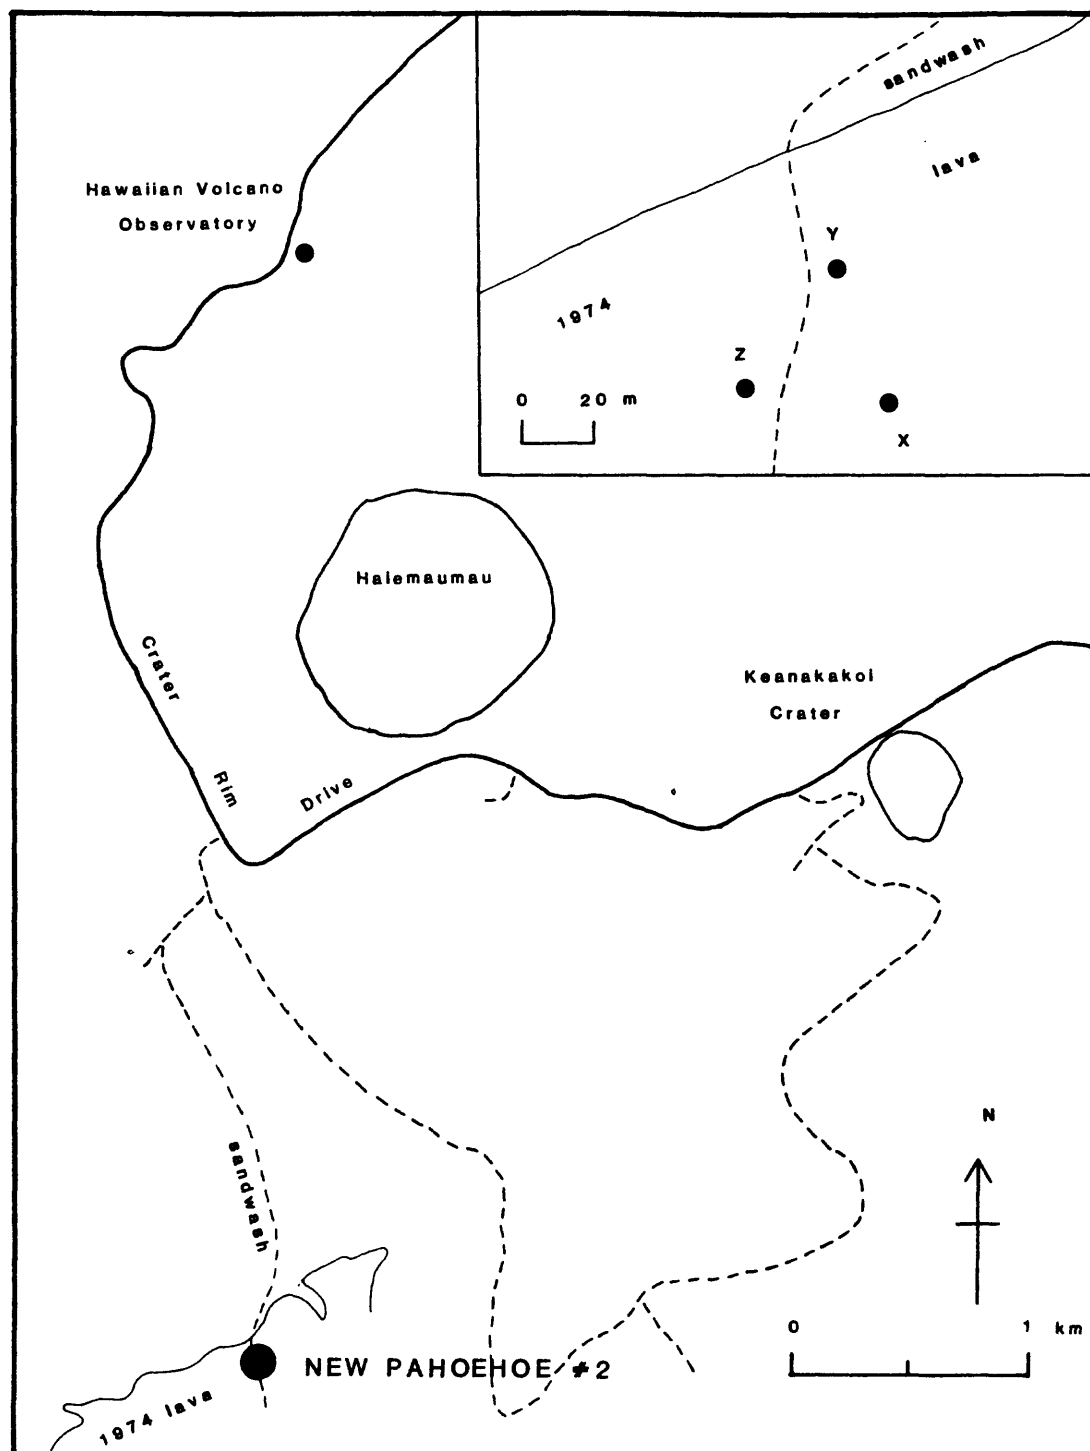 sandwash
lava
Hawaiian Volcano
Observatory
Y
1974
Z
0 20 m
X
Halemaumau
Crater
Rim
Drive
Keanakakoi
Crater
N
sandwash
0 1 km
NEW PAHOEHOE #2
1974 lava